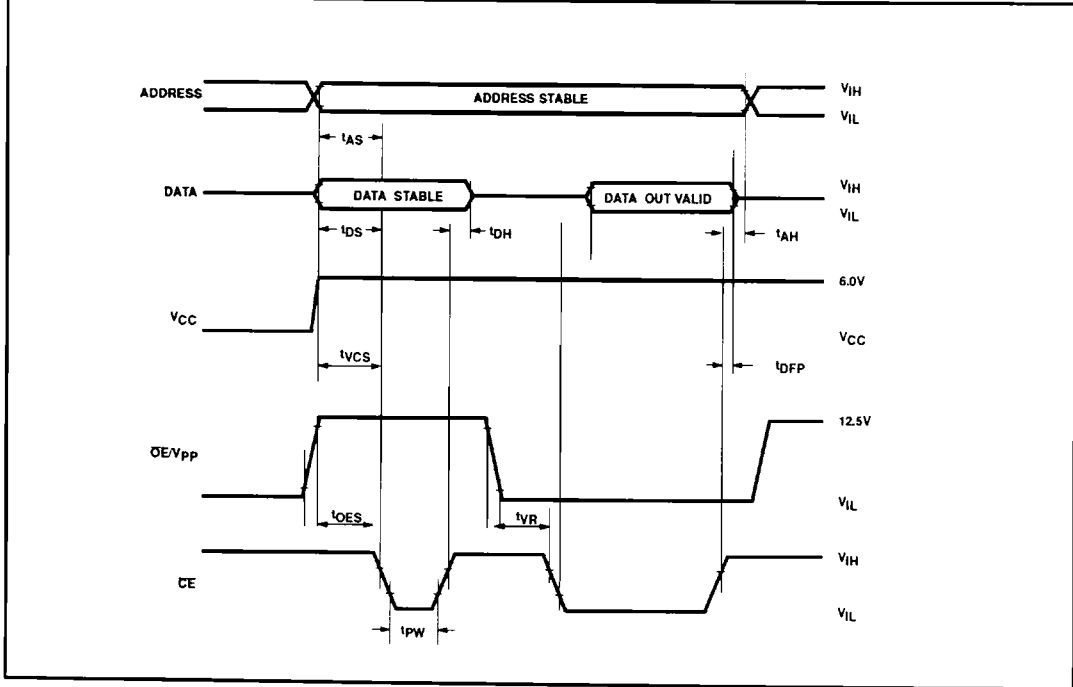 ADDRESS
ADDRESS STABLE
VIH
VIL
tAS
DATA
DATA STABLE
DATA OUT VALID
VIH
VIL
tDS
tDH
tAH
VCC
6.0V
VCC
tVCS
tDFP
OE/VPP
12.5V
VIL
tOES
tVR
CE
VIH
VIL
tPW